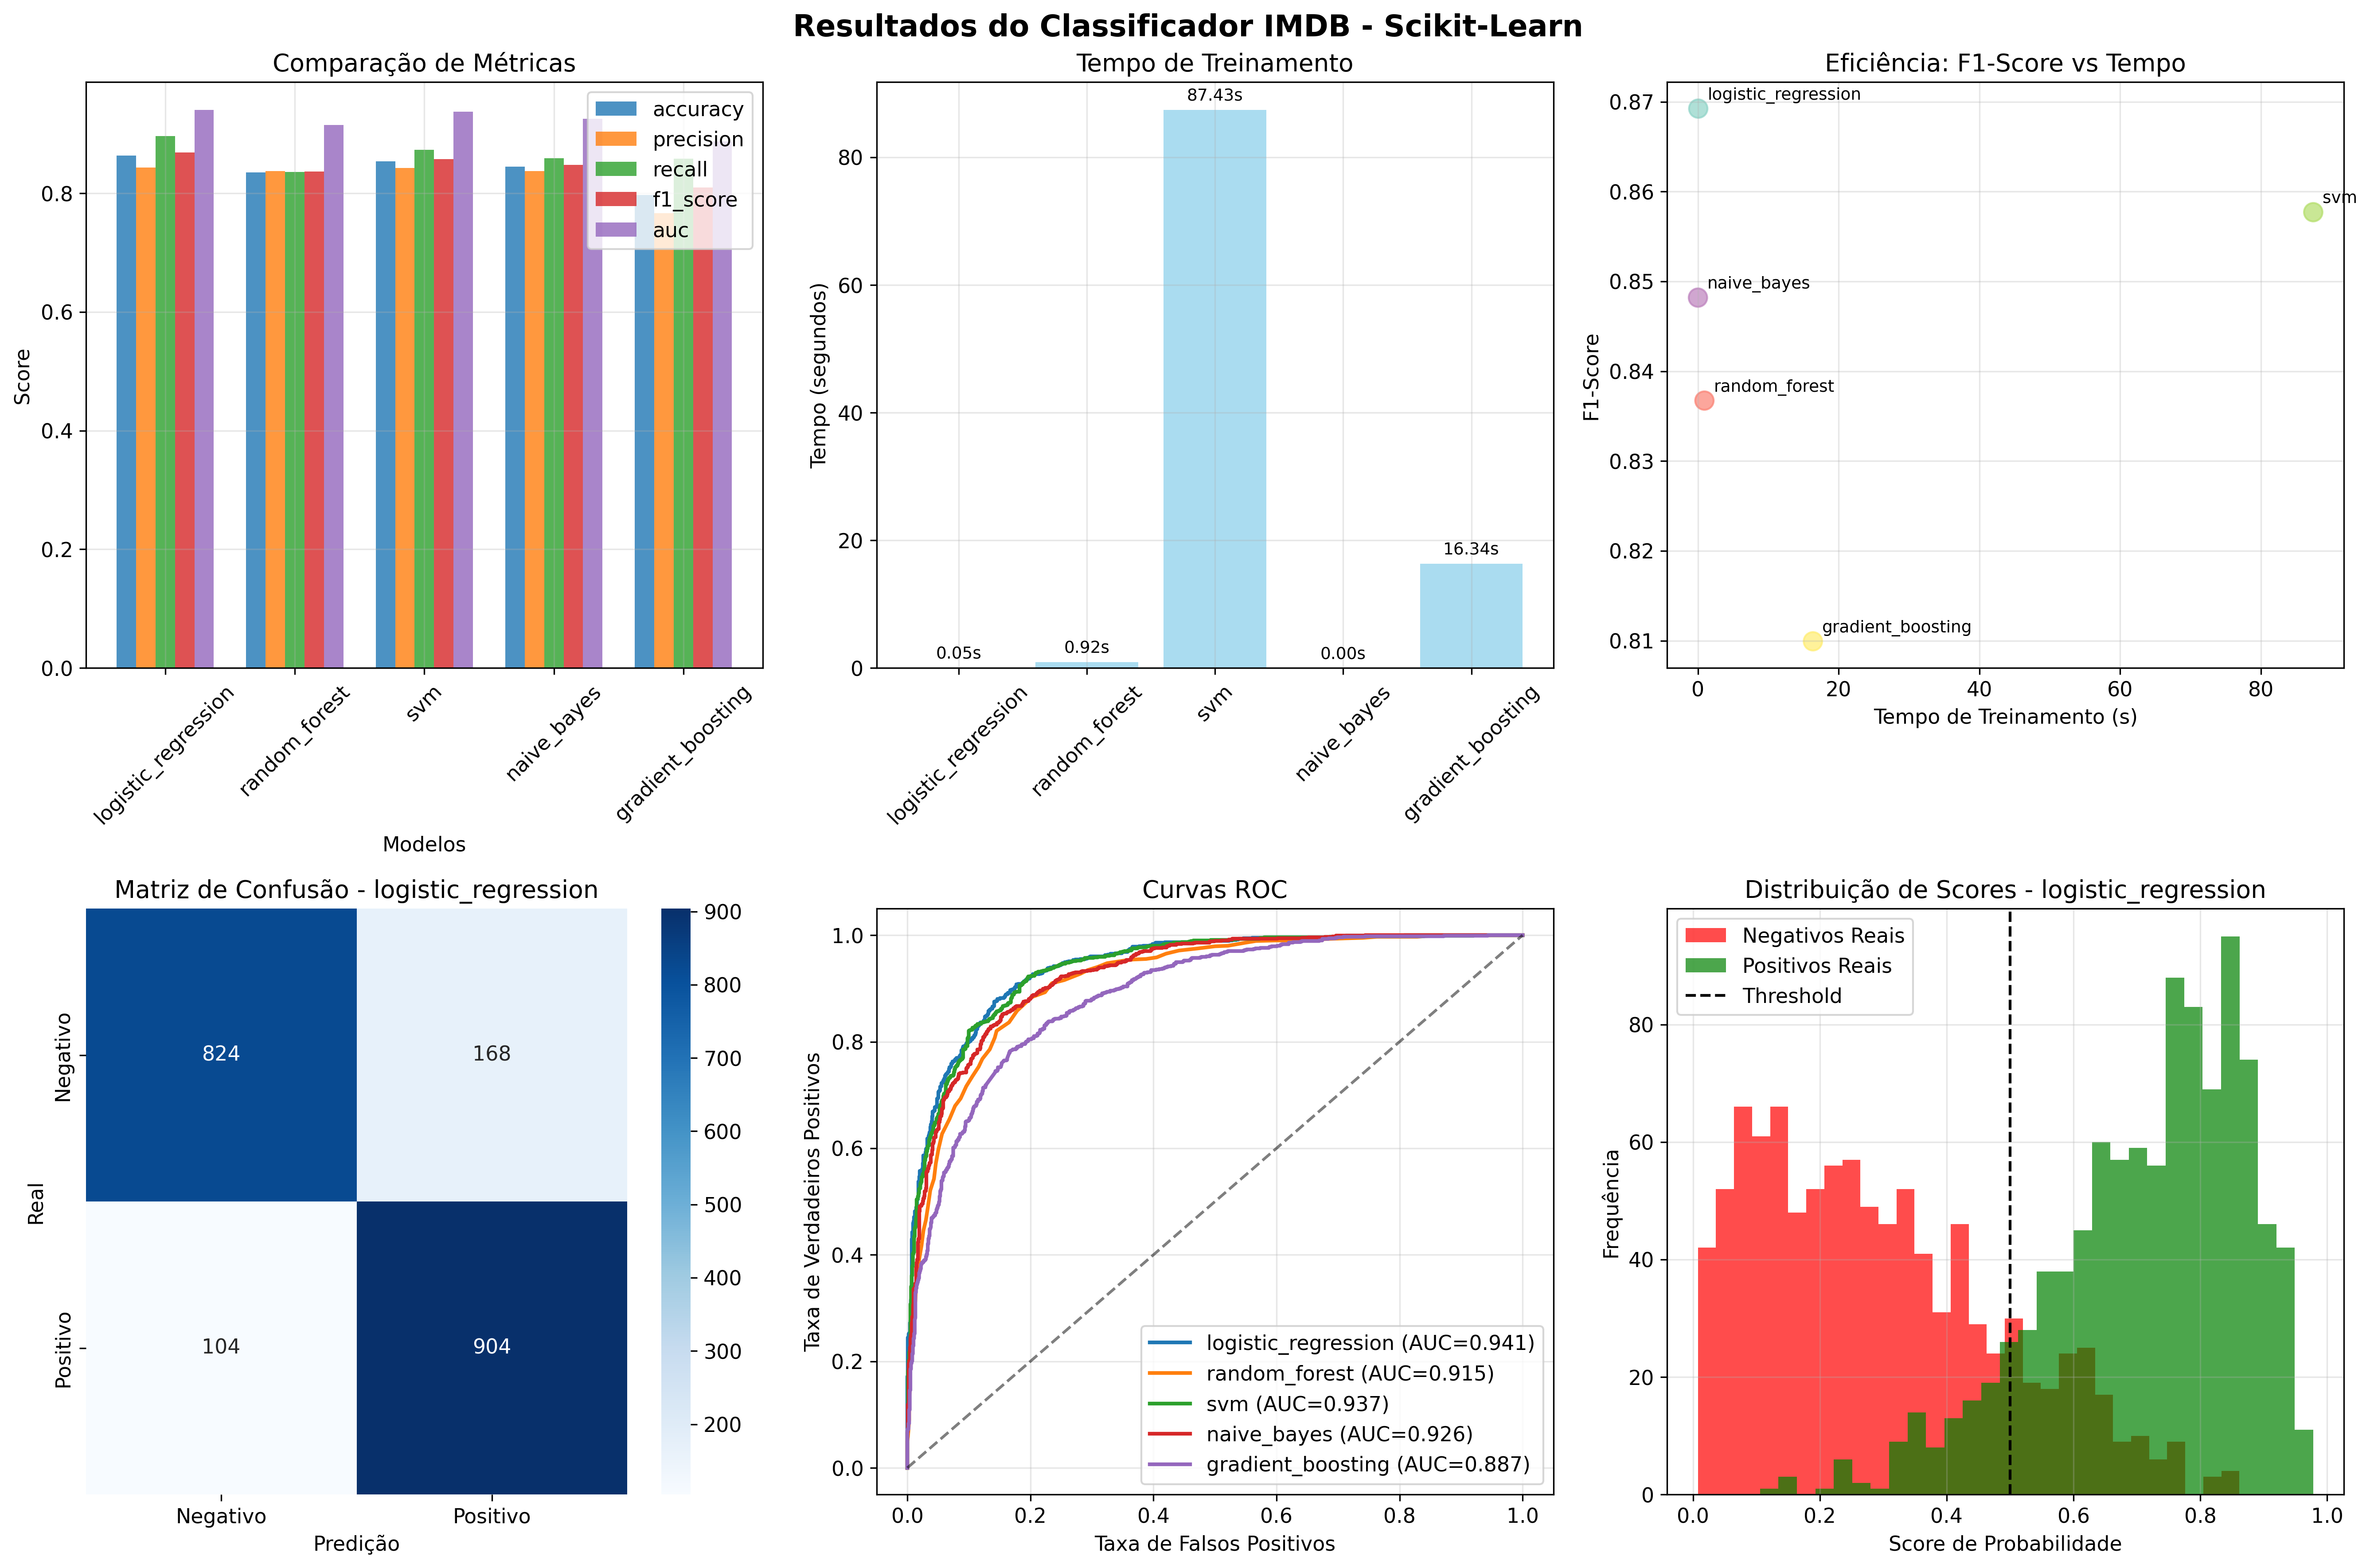 Resultados do Classificador IMDB - Scikit-Learn
Comparação de Métricas
accuracy
precision
recall
f1_score
auc
Score
0.8
0.6
0.4
0.2
0.0
logistic_regression
random_forest
svm
naive_bayes
gradient_boosting
Modelos
Tempo de Treinamento
Tempo (segundos)
80
60
40
20
0
0.05s
0.92s
87.43s
0.00s
16.34s
logistic_regression
random_forest
svm
naive_bayes
gradient_boosting
Eficiência: F1-Score vs Tempo
F1-Score
0.87
0.86
0.85
0.84
0.83
0.82
0.81
logistic_regression
svm
naive_bayes
random_forest
gradient_boosting
0
20
40
60
80
Tempo de Treinamento (s)
Matriz de Confusão - logistic_regression
Real
Negativo
Positivo
824
168
104
904
Negativo
Positivo
Predição
900
800
700
600
500
400
300
200
Curvas ROC
Taxa de Verdadeiros Positivos
1.0
0.8
0.6
0.4
0.2
0.0
logistic_regression (AUC=0.941)
random_forest (AUC=0.915)
svm (AUC=0.937)
naive_bayes (AUC=0.926)
gradient_boosting (AUC=0.887)
0.0
0.2
0.4
0.6
0.8
1.0
Taxa de Falsos Positivos
Distribuição de Scores - logistic_regression
Negativos Reais
Positivos Reais
Threshold
Frequência
80
60
40
20
0
0.0
0.2
0.4
0.6
0.8
1.0
Score de Probabilidade